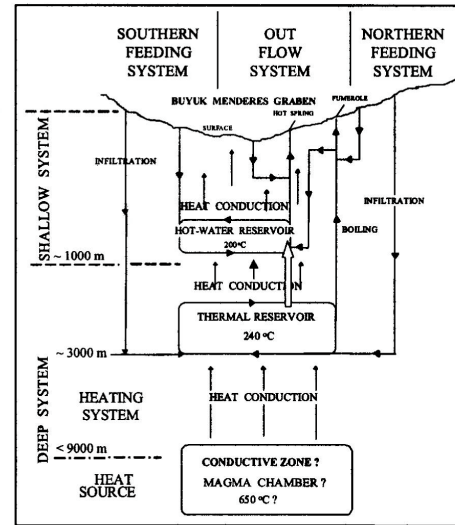 SOUTHERN FEEDING SYSTEM
OUT FLOW SYSTEM
NORTHERN FEEDING SYSTEM
BUYUK MENDERES GRABEN
FUMEROLE
HOT SPRING
SURFACE
INFILTRATION
INFILTRATION
SHALLOW SYSTEM
HEAT CONDUCTION
HOT-WATER RESERVOIR
200°C
BOILING
~ 1000 m
HEAT CONDUCTION
THERMAL RESERVOIR
240 °C
~ 3000 m
DEEP SYSTEM
HEATING SYSTEM
HEAT CONDUCTION
< 9000 m
HEAT SOURCE
CONDUCTIVE ZONE ?
MAGMA CHAMBER ?
650 °C ?